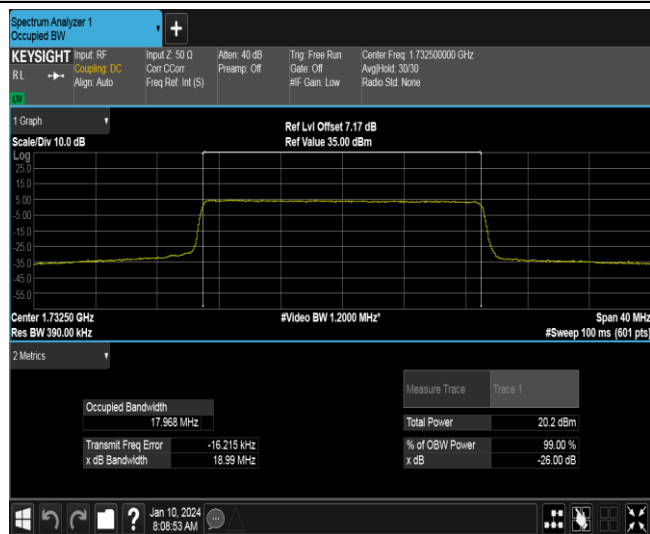 Spectrum Analyzer 1
Occupied BW
+
KEYSIGHT Input: RF Input Z: 50 Ω Atten: 40 dB Trig: Free Run Center Freq: 1.732500000 GHz
RL Coupling: DC Corr CCorr Preamp: Off Gate: Off Avg|Hold: 30/30
Align: Auto Freq Ref: Int (S) #IF Gain: Low Radio Std: None
LXI
1 Graph
Ref Lvl Offset 7.17 dB
Scale/Div 10.0 dB Ref Value 35.00 dBm
Log
25.0
15.0
5.00
-5.00
-15.0
-25.0
-35.0
-45.0
-55.0
Center 1.73250 GHz #Video BW 1.2000 MHz* Span 40 MHz
Res BW 390.00 kHz #Sweep 100 ms (601 pts)
2 Metrics
Measure Trace Trace 1
Occupied Bandwidth
17.968 MHz
Total Power 20.2 dBm
Transmit Freq Error -16.215 kHz % of OBW Power 99.00 %
x dB Bandwidth 18.99 MHz x dB -26.00 dB
? Jan 10, 2024
8:08:53 AM